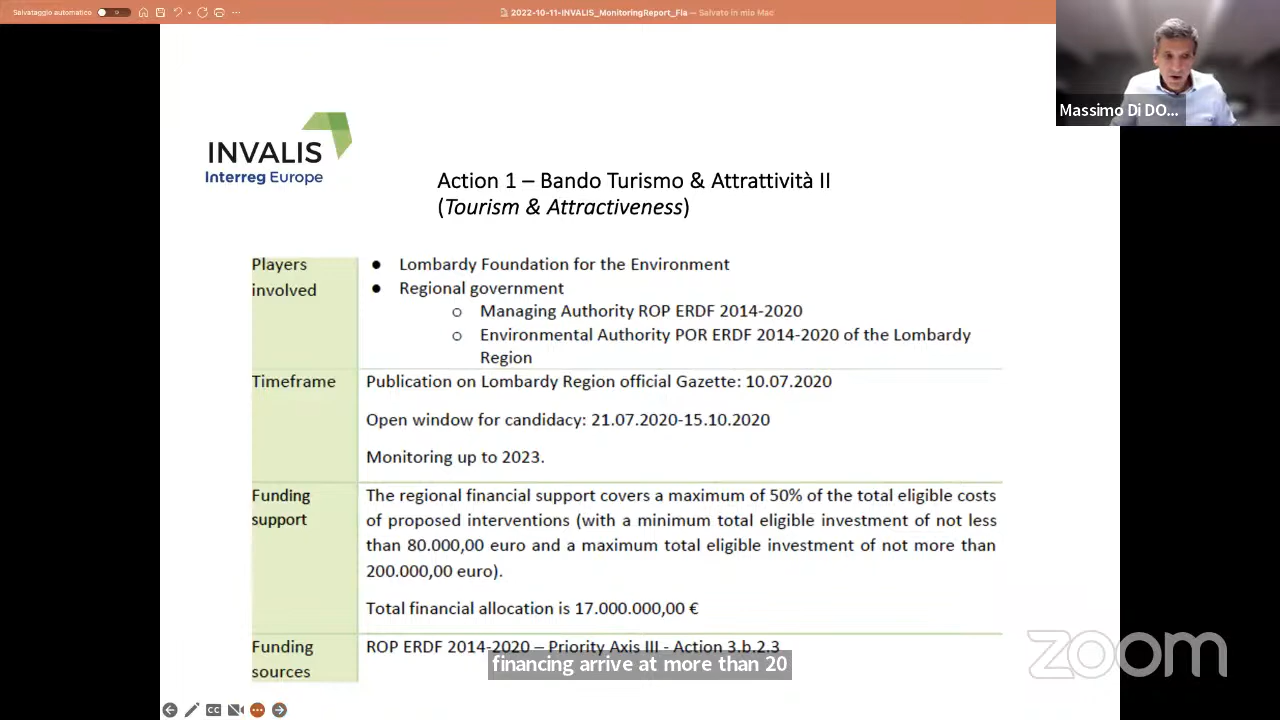 Salvataggio automatico
2022-10-11-INVALIS_MonitoringReport_Fla — Salvato in mio Mac
Massimo Di DO...
INVALIS
Interreg Europe
Action 1 – Bando Turismo & Attrattività II
(Tourism & Attractiveness)
Players involved
● Lombardy Foundation for the Environment
● Regional government
o Managing Authority ROP ERDF 2014-2020
o Environmental Authority POR ERDF 2014-2020 of the Lombardy
Region
Timeframe
Publication on Lombardy Region official Gazette: 10.07.2020
Open window for candidacy: 21.07.2020-15.10.2020
Monitoring up to 2023.
Funding support
The regional financial support covers a maximum of 50% of the total eligible costs
of proposed interventions (with a minimum total eligible investment of not less
than 80.000,00 euro and a maximum total eligible investment of not more than
200.000,00 euro).
Total financial allocation is 17.000.000,00 €
Funding sources
ROP ERDF 2014-2020 – Priority Axis III - Action 3.b.2.3
financing arrive at more than 20
CC
zoom